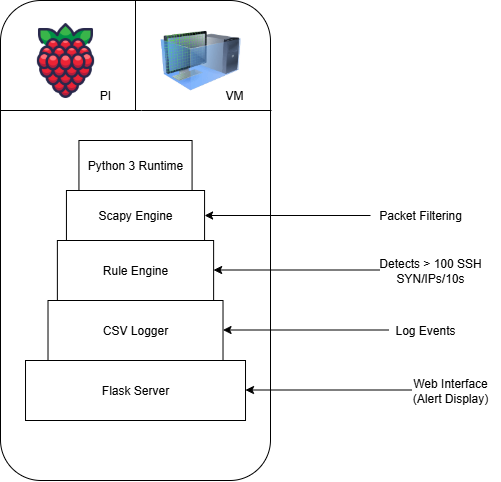 PI
VM
Python 3 Runtime
Scapy Engine
Packet Filtering
Rule Engine
Detects > 100 SSH
SYN/IPs/10s
CSV Logger
Log Events
Flask Server
Web Interface
(Alert Display)